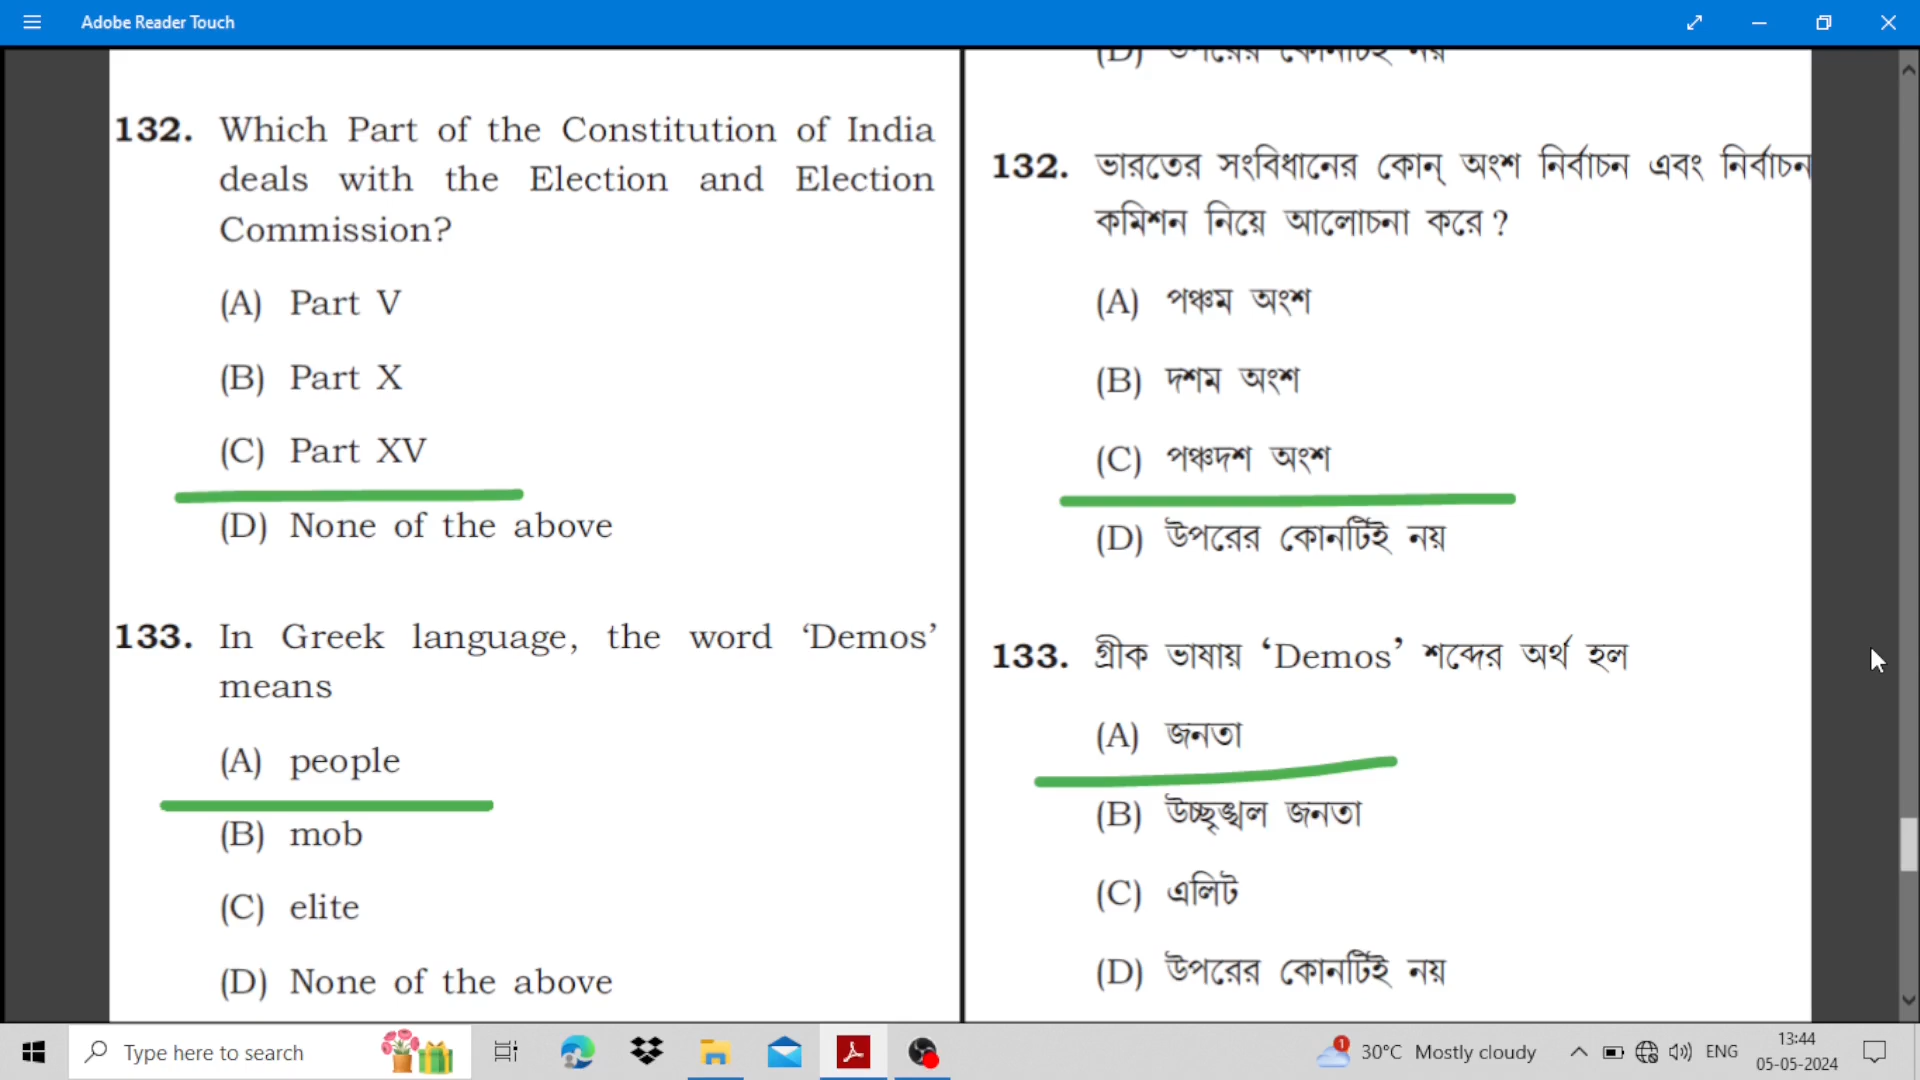 Adobe Reader Touch
132. Which Part of the Constitution of India
deals with the Election and Election
Commission?
(A) Part V
(B) Part X
(C) Part XV
(D) None of the above
133. In Greek language, the word ‘Demos’
means
(A) people
(B) mob
(C) elite
(D) None of the above
(D) উপরের কোনটিই নয়
132. ভারতের সংবিধানের কোন্ অংশ নির্বাচন এবং নির্বাচন
কমিশন নিয়ে আলোচনা করে ?
(A) পঞ্চম অংশ
(B) দশম অংশ
(C) পঞ্চদশ অংশ
(D) উপরের কোনটিই নয়
133. গ্রীক ভাষায় ‘Demos’ শব্দের অর্থ হল
(A) জনতা
(B) উচ্ছৃঙ্খল জনতা
(C) এলিট
(D) উপরের কোনটিই নয়
Type here to search
1
30°C Mostly cloudy
ENG
13:44
05-05-2024